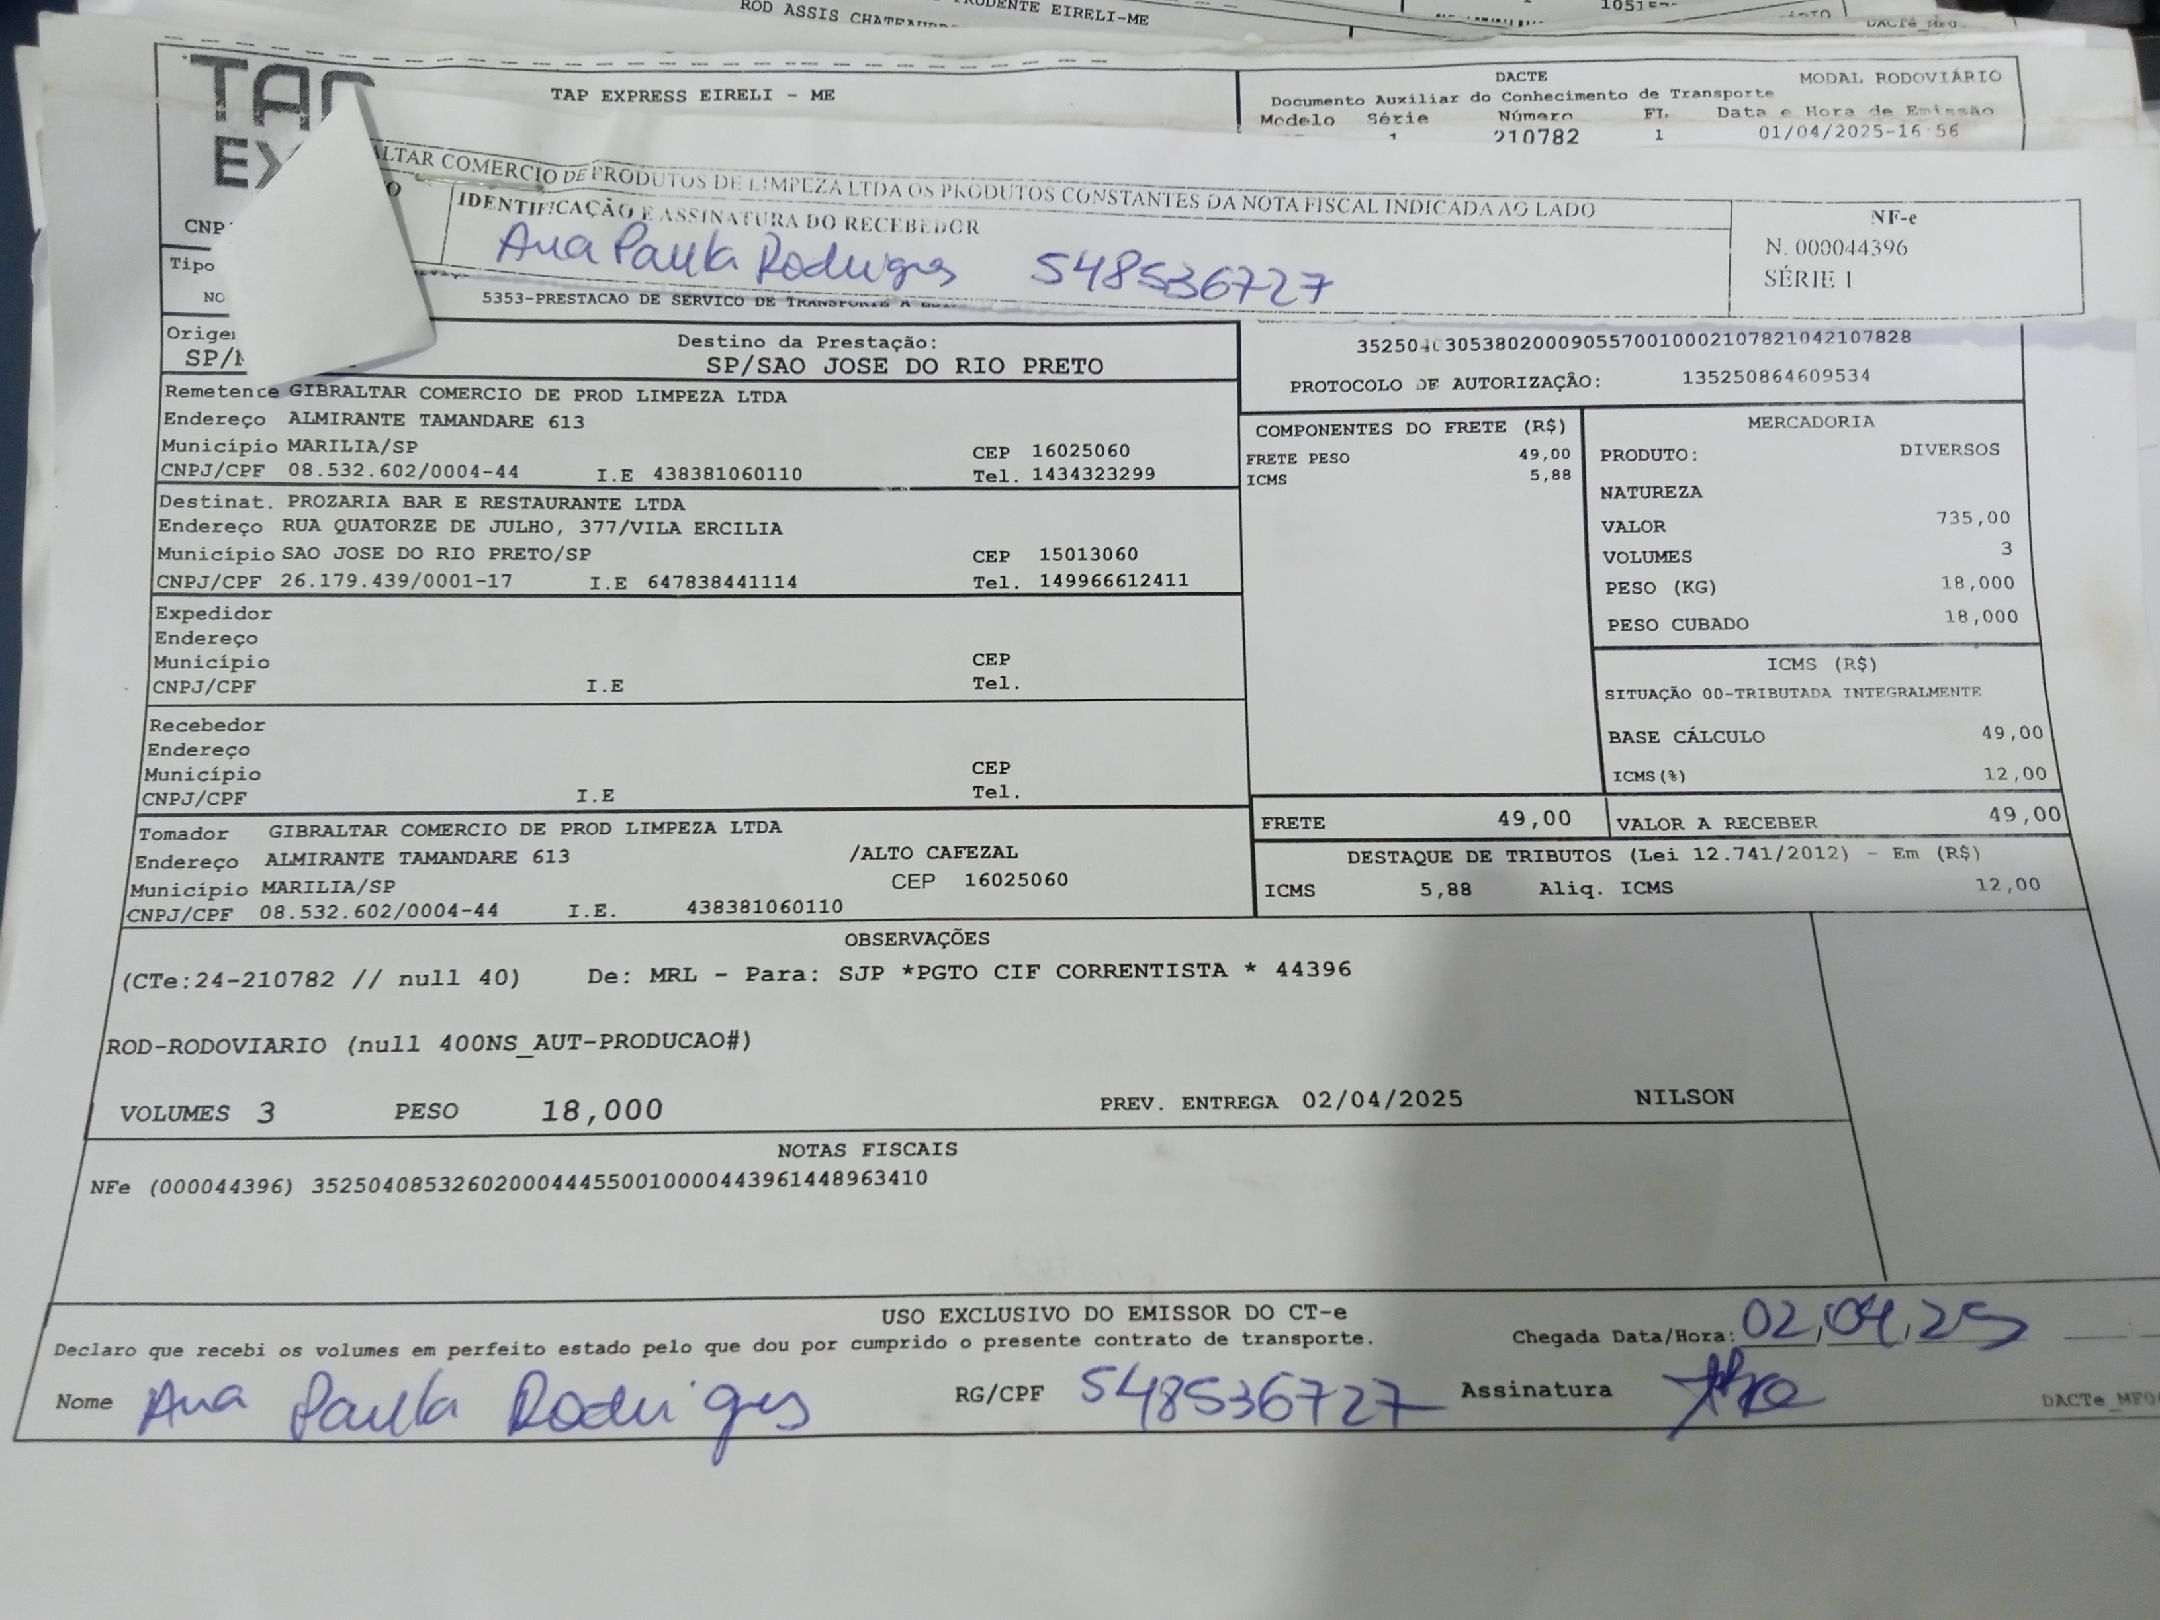 ROD ASSIS
RUDENTE EIRELI-ME
TAP
TAP EXPRESS EIRELI - ME
DACTE
MODAL RODOVIÁRIO
Documento Auxiliar do Conhecimento de Transporte
Modelo Série Número FL Data e Hora de Emissão
1 210782 1 01/04/2025-16:56
ALTAR COMERCIO DE PRODUTOS DE LIMPEZA LTDA OS PRODUTOS CONSTANTES DA NOTA FISCAL INDICADA AO LADO
IDENTIFICAÇÃO E ASSINATURA DO RECEBEDOR
NF-e
N. 000044396
SÉRIE 1
Ana Paula Rodrigues 548536727
CNP
Tipo
NO
5353-PRESTACAO DE SERVICO DE TRANSPORTE A
Origem
SP/
Destino da Prestação:
SP/SAO JOSE DO RIO PRETO
35250403053802000905570010002107821042107828
PROTOCOLO DE AUTORIZAÇÃO: 135250864609534
Remetence GIBRALTAR COMERCIO DE PROD LIMPEZA LTDA
Endereço ALMIRANTE TAMANDARE 613
Município MARILIA/SP CEP 16025060
CNPJ/CPF 08.532.602/0004-44 I.E 438381060110 Tel. 1434323299
Destinat. PROZARIA BAR E RESTAURANTE LTDA
Endereço RUA QUATORZE DE JULHO, 377/VILA ERCILIA
Município SAO JOSE DO RIO PRETO/SP CEP 15013060
CNPJ/CPF 26.179.439/0001-17 I.E 647838441114 Tel. 149966612411
Expedidor
Endereço
Município CEP
CNPJ/CPF I.E Tel.
Recebedor
Endereço
Município CEP
CNPJ/CPF I.E Tel.
Tomador GIBRALTAR COMERCIO DE PROD LIMPEZA LTDA
Endereço ALMIRANTE TAMANDARE 613 /ALTO CAFEZAL
Município MARILIA/SP CEP 16025060
CNPJ/CPF 08.532.602/0004-44 I.E. 438381060110
COMPONENTES DO FRETE (R$)
FRETE PESO 49,00
ICMS 5,88
MERCADORIA
PRODUTO: DIVERSOS
NATUREZA
VALOR 735,00
VOLUMES 3
PESO (KG) 18,000
PESO CUBADO 18,000
ICMS (R$)
SITUAÇÃO 00-TRIBUTADA INTEGRALMENTE
BASE CÁLCULO 49,00
ICMS(%) 12,00
FRETE 49,00 VALOR A RECEBER 49,00
DESTAQUE DE TRIBUTOS (Lei 12.741/2012) - Em (R$)
ICMS 5,88 Aliq. ICMS 12,00
OBSERVAÇÕES
(CTe:24-210782 // null 40) De: MRL - Para: SJP *PGTO CIF CORRENTISTA * 44396
ROD-RODOVIARIO (null 400NS_AUT-PRODUCAO#)
VOLUMES 3 PESO 18,000 PREV. ENTREGA 02/04/2025 NILSON
NOTAS FISCAIS
NFe (000044396) 35250408532602000444550010000443961448963410
USO EXCLUSIVO DO EMISSOR DO CT-e
Declaro que recebi os volumes em perfeito estado pelo que dou por cumprido o presente contrato de transporte.
Chegada Data/Hora: 02,04,25
Nome Ana Paula Rodrigues RG/CPF 548536727 Assinatura
DACTe_MF0